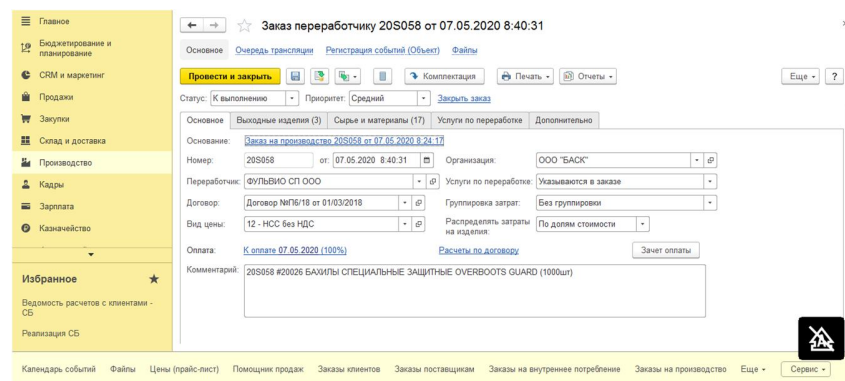 Главное
Бюджетирование и планирование
CRM и маркетинг
Продажи
Закупки
Склад и доставка
Производство
Кадры
Зарплата
Казначейство
Избранное
Ведомость расчетов с клиентами - СБ
Реализация СБ
Заказ переработчику 20S058 от 07.05.2020 8:40:31
Основное Очередь трансляции Регистрация событий (Объект) Файлы
Провести и закрыть Комплектация Печать Отчеты Еще ?
Статус: К выполнению Приоритет: Средний Закрыть заказ
Основное Выходные изделия (3) Сырье и материалы (17) Услуги по переработке Дополнительно
Основание: Заказ на производство 20S058 от 07.05.2020 8:24:17
Номер: 20S058 от: 07.05.2020 8:40:31 Организация: ООО "БАСК"
Переработчик: ФУЛЬВИО СП ООО Услуги по переработке: Указываются в заказе
Договор: Договор №П6/18 от 01/03/2018 Группировка затрат: Без группировки
Вид цены: 12 - НСС без НДС Распределять затраты на изделия: По долям стоимости
Оплата: К оплате 07.05.2020 (100%) Расчеты по договору Зачет оплаты
Комментарий: 20S058 #20026 БАХИЛЫ СПЕЦИАЛЬНЫЕ ЗАЩИТНЫЕ OVERBOOTS GUARD (1000шт)
Календарь событий Файлы Цены (прайс-лист) Помощник продаж Заказы клиентов Заказы поставщикам Заказы на внутреннее потребление Заказы на производство Еще Сервис